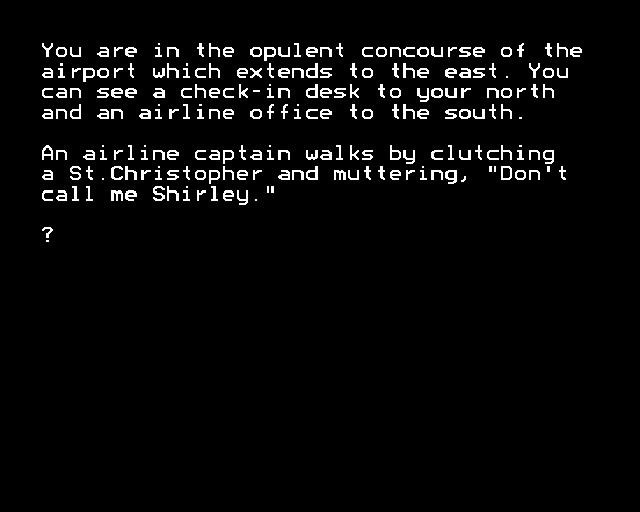 You are in the opulent concourse of the
airport which extends to the east. You
can see a check-in desk to your north
and an airline office to the south.
An airline captain walks by clutching
a St.Christopher and muttering, "Don't
call me Shirley."
?